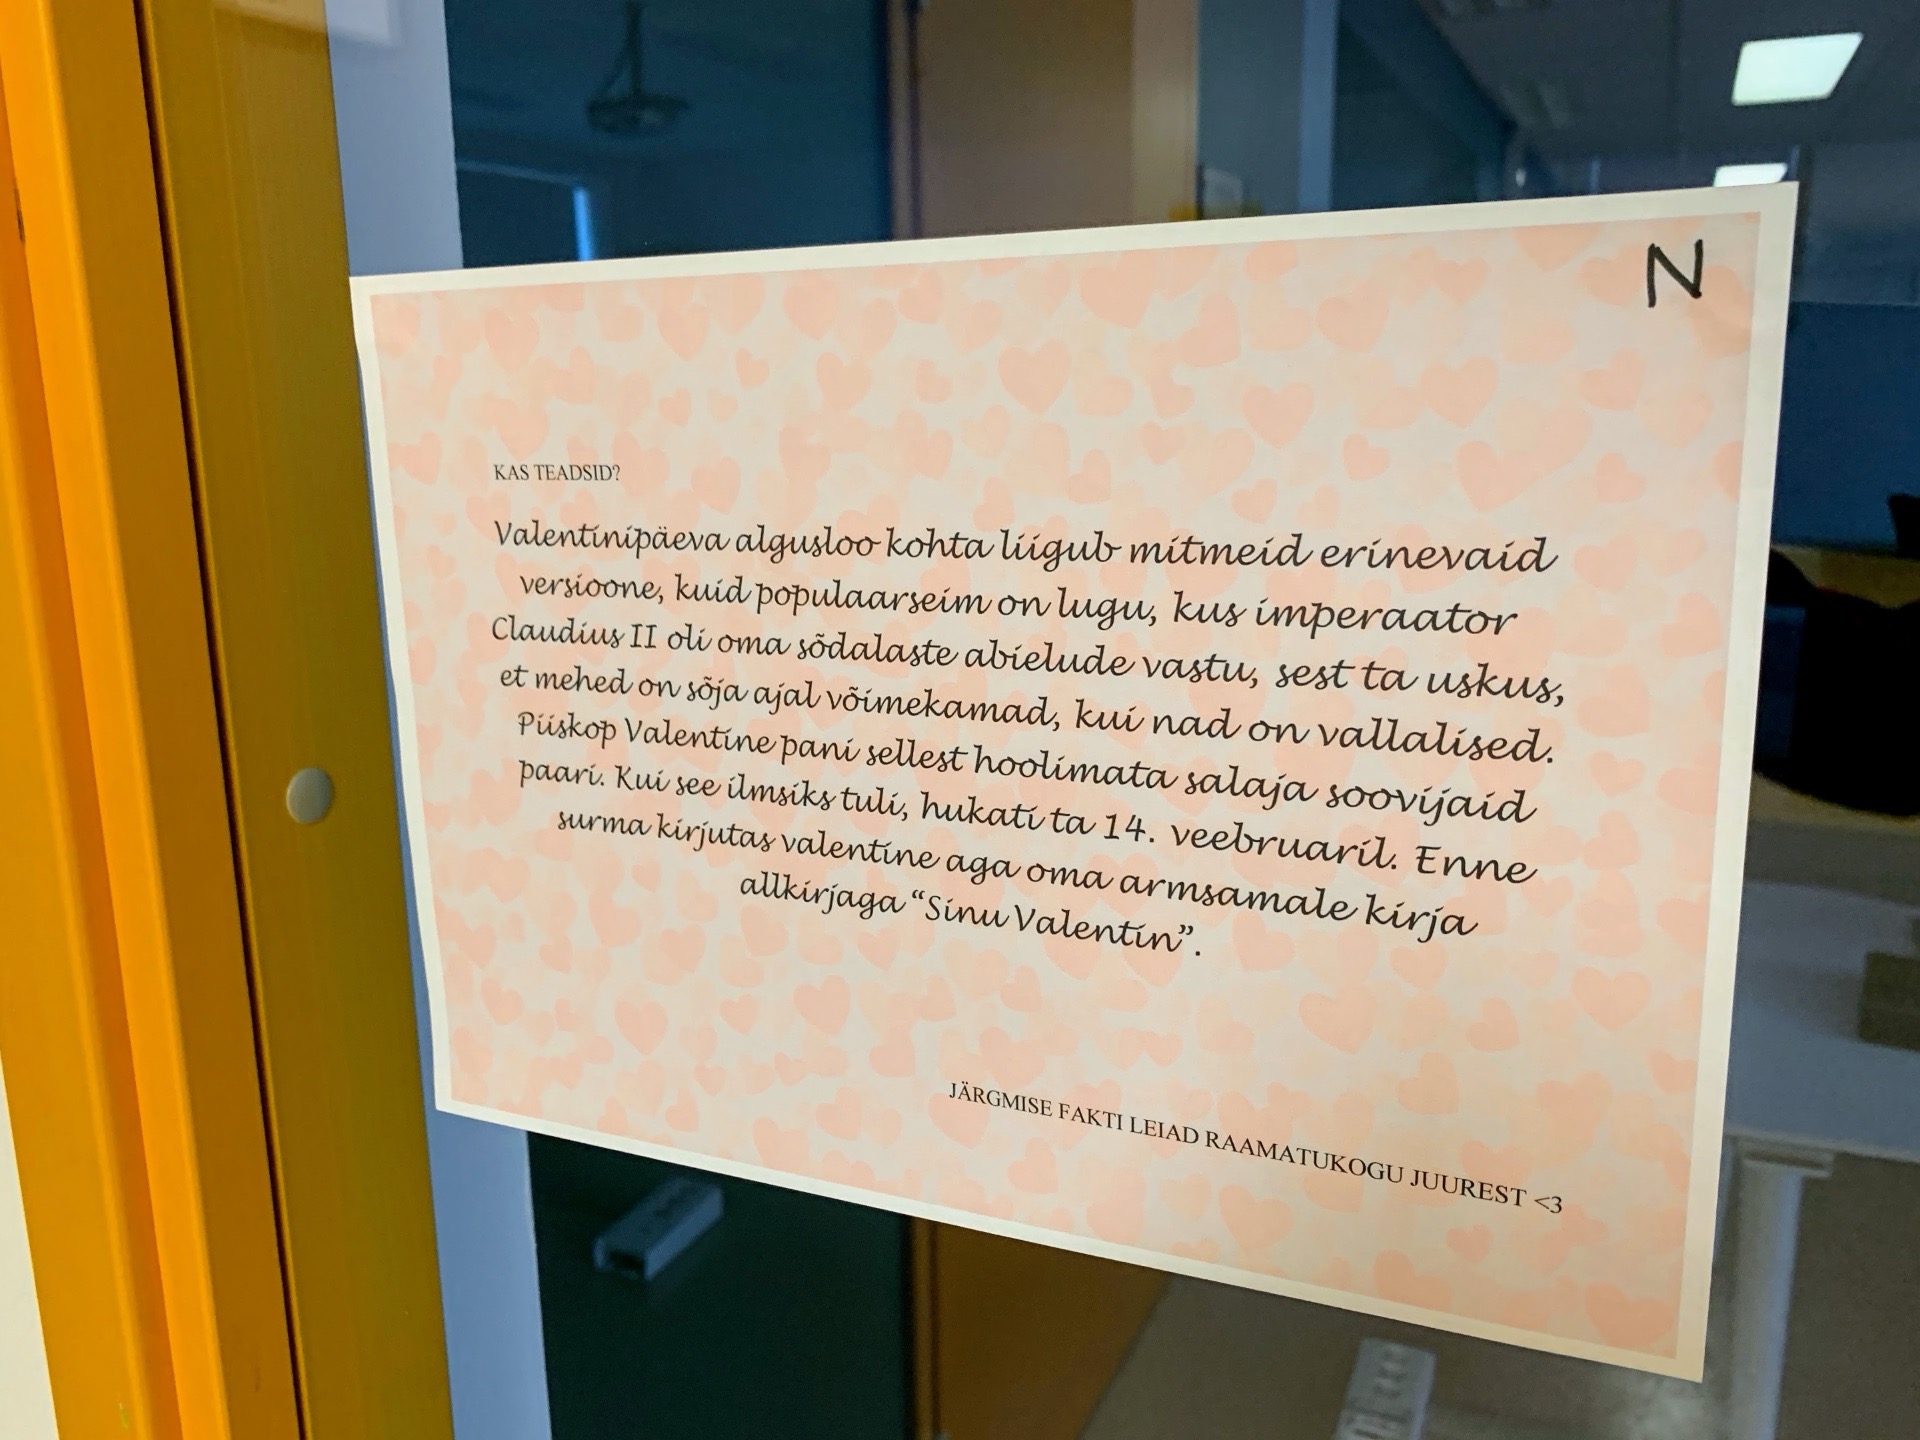 N
KAS TEADSID?
Valentinipäeva algusloo kohta liigub mitmeid erinevaid
versioone, kuid populaarseim on lugu, kus imperaator
Claudius II oli oma sõdalaste abielude vastu, sest ta uskus,
et mehed on sõja ajal võimekamad, kui nad on vallalised.
Piiskop Valentine pani sellest hoolimata salaja soovijaid
paari. Kui see ilmsiks tuli, hukati ta 14. veebruaril. Enne
surma kirjutas valentine aga oma armsamale kirja
allkirjaga “Sinu Valentin”.
JÄRGMISE FAKTI LEIAD RAAMATUKOGU JUUREST <3